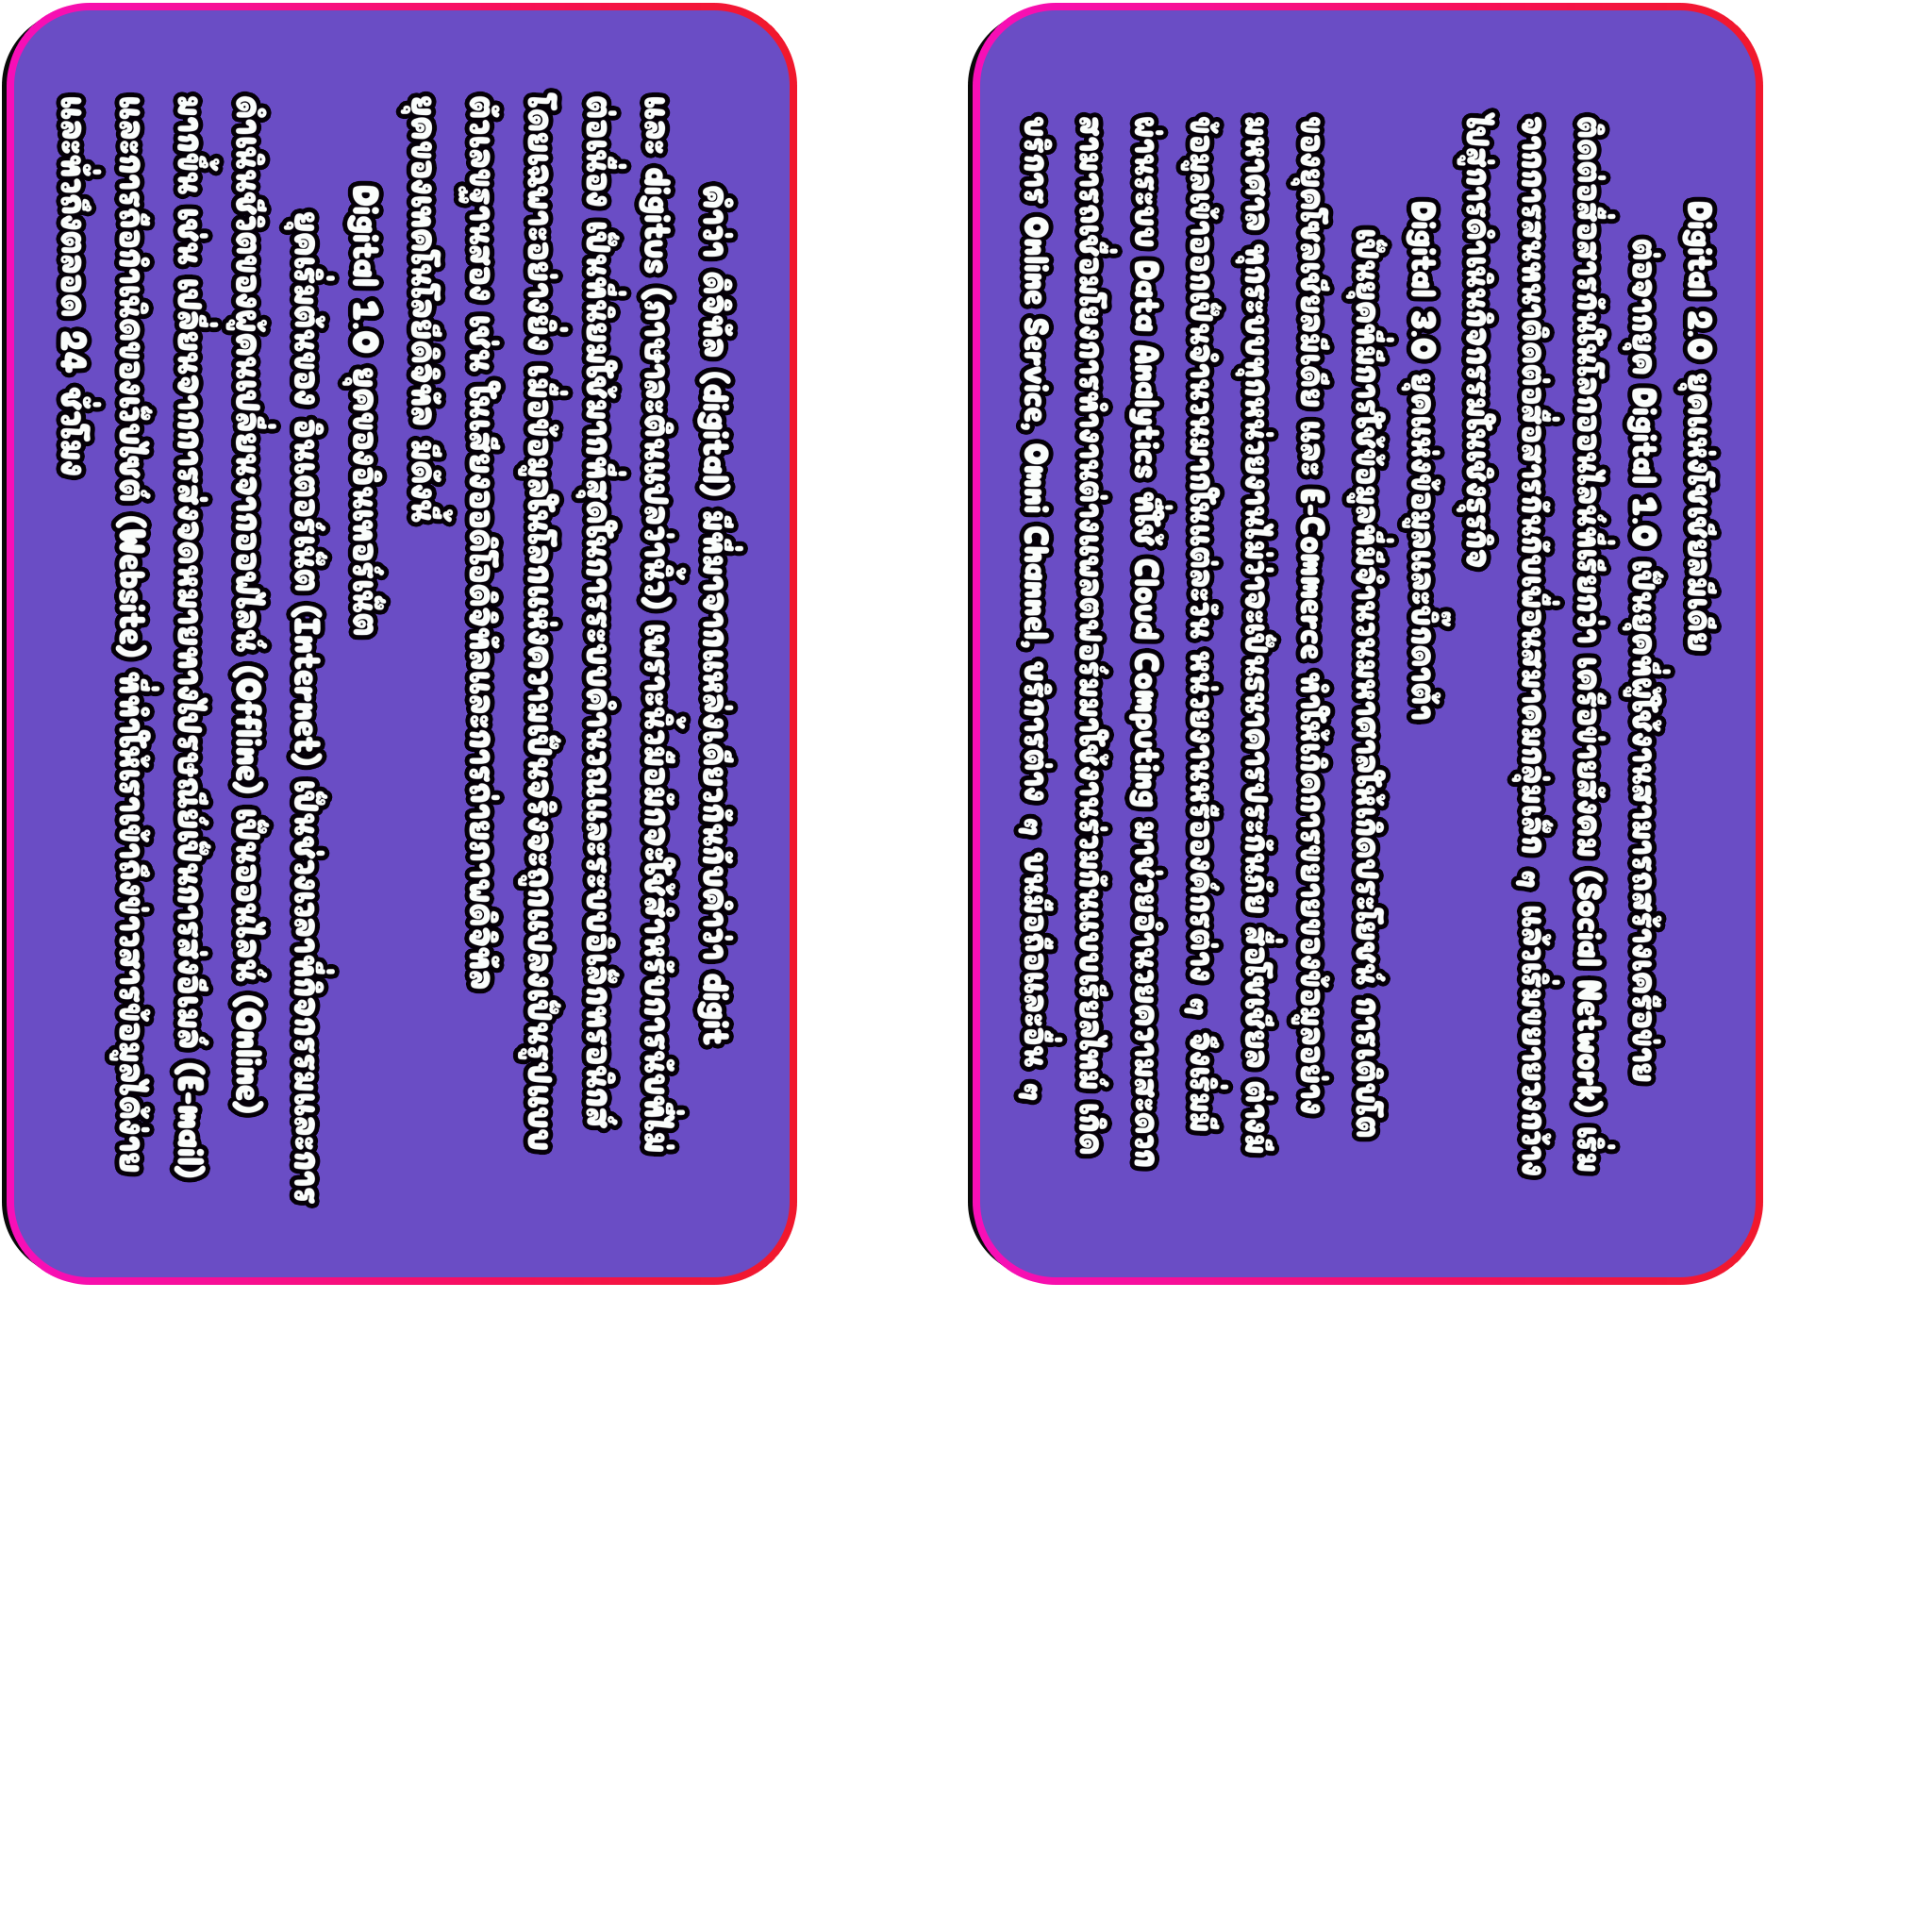 คำว่า ดิจิทัล (digital) มีที่มาจากแหล่งเดียวกันกับคำว่า digit
และ digitus (ภาษาละตินแปลว่านิ้ว) เพราะนิ้วมือมักจะใช้สำหรับการนับที่ไม่
ต่อเนื่อง เป็นที่นิยมใช้มากที่สุดในการระบบคำนวณและระบบอิเล็กทรอนิกส์
โดยเฉพาะอย่างยิ่ง เมื่อข้อมูลในโลกแห่งความเป็นจริงจะถูกแปลงเป็นรูปแบบ
ตัวเลขฐานสอง เช่น ในเสียงออดิโอดิจิทัลและการถ่ายภาพดิจิทัล
ยุคของเทคโนโลยีดิจิทัล มีดังนี้
Digital 1.0 ยุคของอินเทอร์เน็ต
ยุคเริ่มต้นของ อินเตอร์เน็ต (Internet) เป็นช่วงเวลาที่กิจกรรมและการ
ดำเนินชีวิตของผู้คนเปลี่ยนจากออฟไลน์ (Offline) เป็นออนไลน์ (Online)
มากขึ้น เช่น เปลี่ยนจากการส่งจดหมายทางไปรษณีย์เป็นการส่งอีเมล์ (E-mail)
และการถือกำเนิดของเว็บไซต์ (Website) ที่ทำให้เราเข้าถึงข่าวสารข้อมูลได้ง่าย
และทั่วถึงตลอด 24 ชั่วโมง
Digital 2.0 ยุคแห่งโซเชียลมีเดีย
ต่อจากยุค Digital 1.0 เป็นยุคที่ผู้ใช้งานขยายการสร้างเครือข่าย
ติดต่อสื่อสารกันในโลกออนไลน์ที่เรียกว่า เครือข่ายสังคม (Social Network) เริ่ม
จากการสนทนาติดต่อสื่อสารกันกับเพื่อนสมาคมกลุ่มเล็ก ๆ แล้วเริ่มขยายวงกว้าง
ไปสู่การดำเนินกิจกรรมในเชิงธุรกิจ
Digital 3.0 ยุคแห่งข้อมูลและบิ๊กดาต้า
เป็นยุคที่มีการใช้ข้อมูลที่มีจำนวนมหาศาลให้เกิดประโยชน์ การเติบโต
ของยุคโซเชียลมีเดีย และ E-Commerce ทำให้เกิดการขยายของข้อมูลอย่าง
มหาศาล ทุกระบบทุกหน่วยงานไม่ว่าจะเป็นธนาคารประกันภัย สื่อโซเชียล ต่างมี
ข้อมูลเข้าออกเป็นจำนวนมากในแต่ละวัน หน่วยงานหรือองค์กรต่าง ๆ จึงเริ่มมี
ผ่านระบบ Data Analytics ที่ใช้ Cloud Computing มาช่วยอำนวยความสะดวก
สามารถแชร์หรือโยกการทำงานต่างแพลตฟอร์มมาใช้งานร่วมกันแบบเรียลไทม์ เกิด
บริการ Online Service, Omni Channel, บริการต่าง ๆ บนมือถือและอื่น ๆ